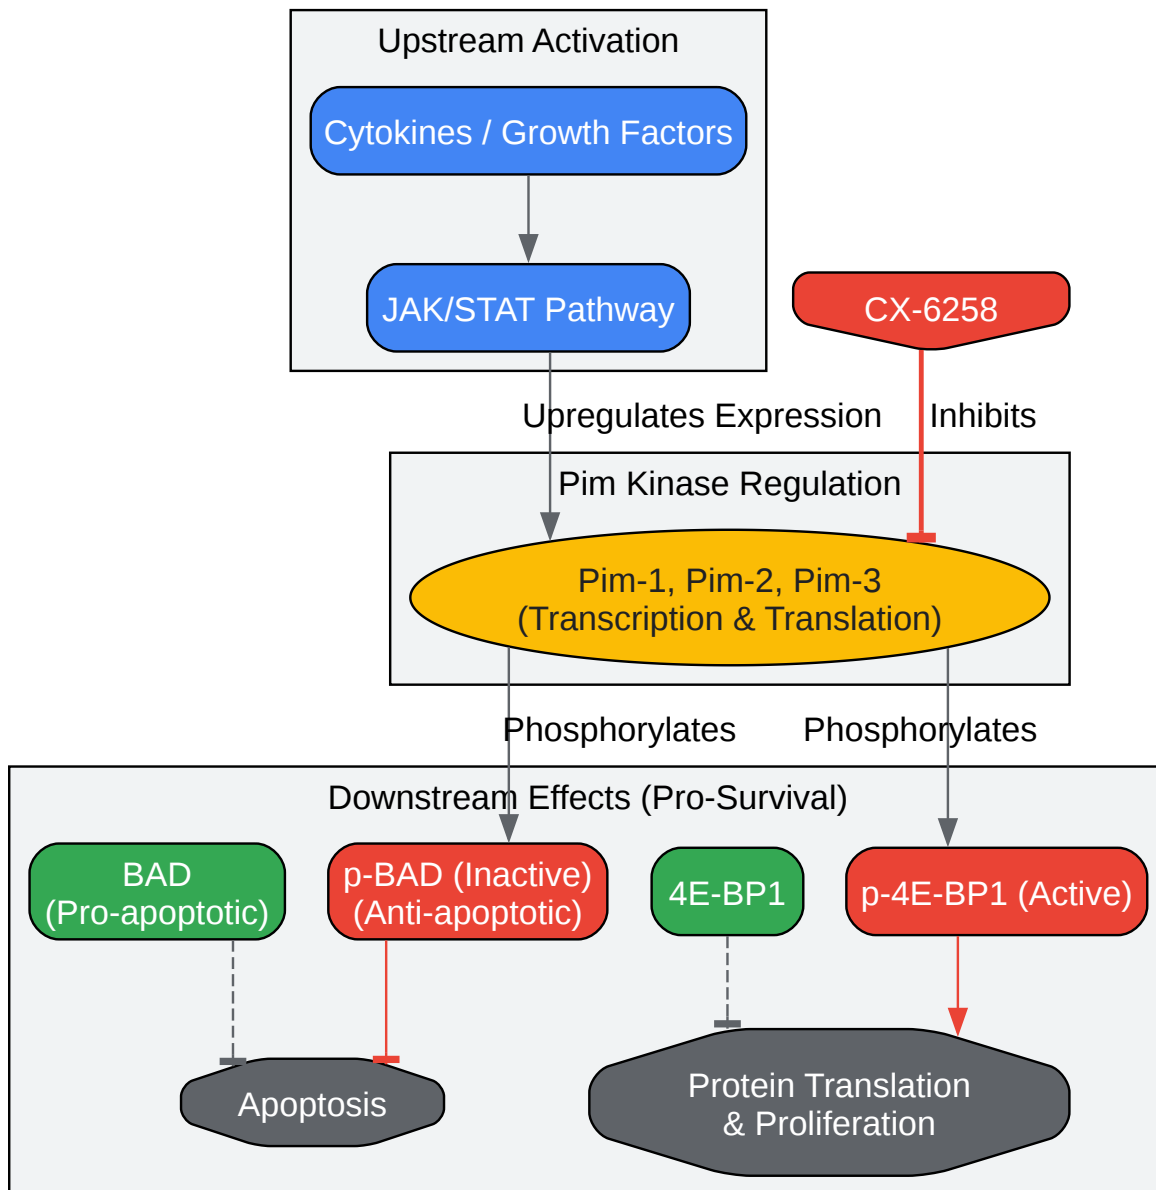 Upstream Activation
Cytokines / Growth Factors
JAK/STAT Pathway
CX-6258
Upregulates Expression
Inhibits
Pim Kinase Regulation
Pim-1, Pim-2, Pim-3
(Transcription & Translation)
Phosphorylates
Phosphorylates
Downstream Effects (Pro-Survival)
BAD
(Pro-apoptotic)
p-BAD (Inactive)
(Anti-apoptotic)
4E-BP1
p-4E-BP1 (Active)
Apoptosis
Protein Translation
& Proliferation